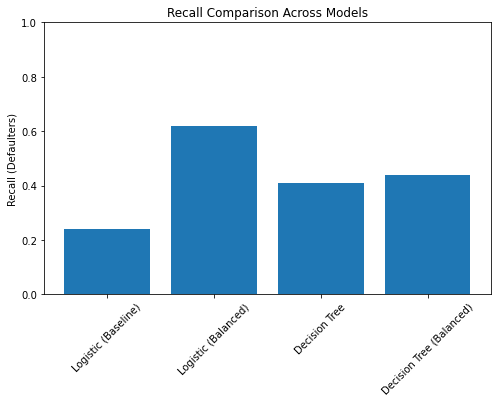 Recall Comparison Across Models
Recall (Defaulters)
1.0
0.8
0.6
0.4
0.2
0.0
Logistic (Baseline)
Logistic (Balanced)
Decision Tree
Decision Tree (Balanced)